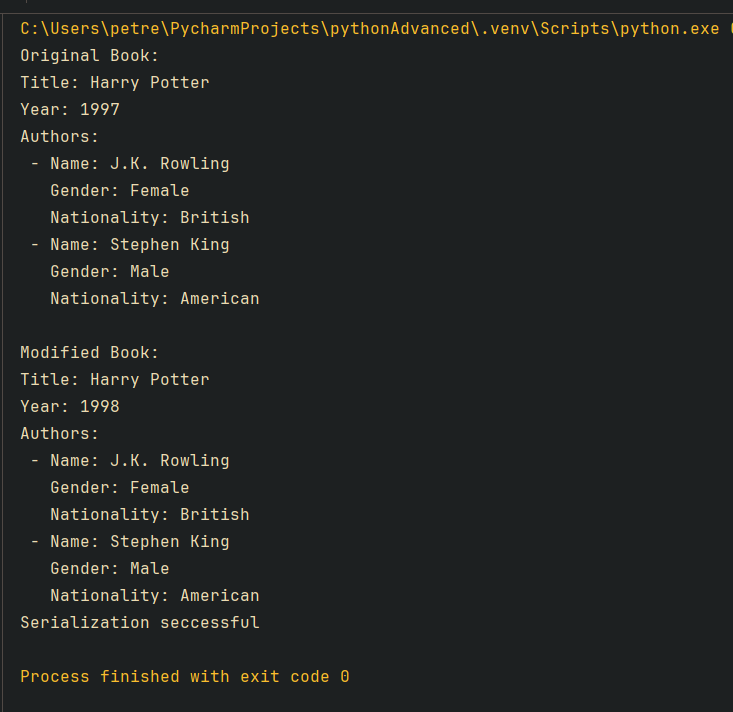 C:\Users\petre\PycharmProjects\pythonAdvanced\.venv\Scripts\python.exe
Original Book:
Title: Harry Potter
Year: 1997
Authors:
 - Name: J.K. Rowling
   Gender: Female
   Nationality: British
 - Name: Stephen King
   Gender: Male
   Nationality: American

Modified Book:
Title: Harry Potter
Year: 1998
Authors:
 - Name: J.K. Rowling
   Gender: Female
   Nationality: British
 - Name: Stephen King
   Gender: Male
   Nationality: American
Serialization seccessful

Process finished with exit code 0